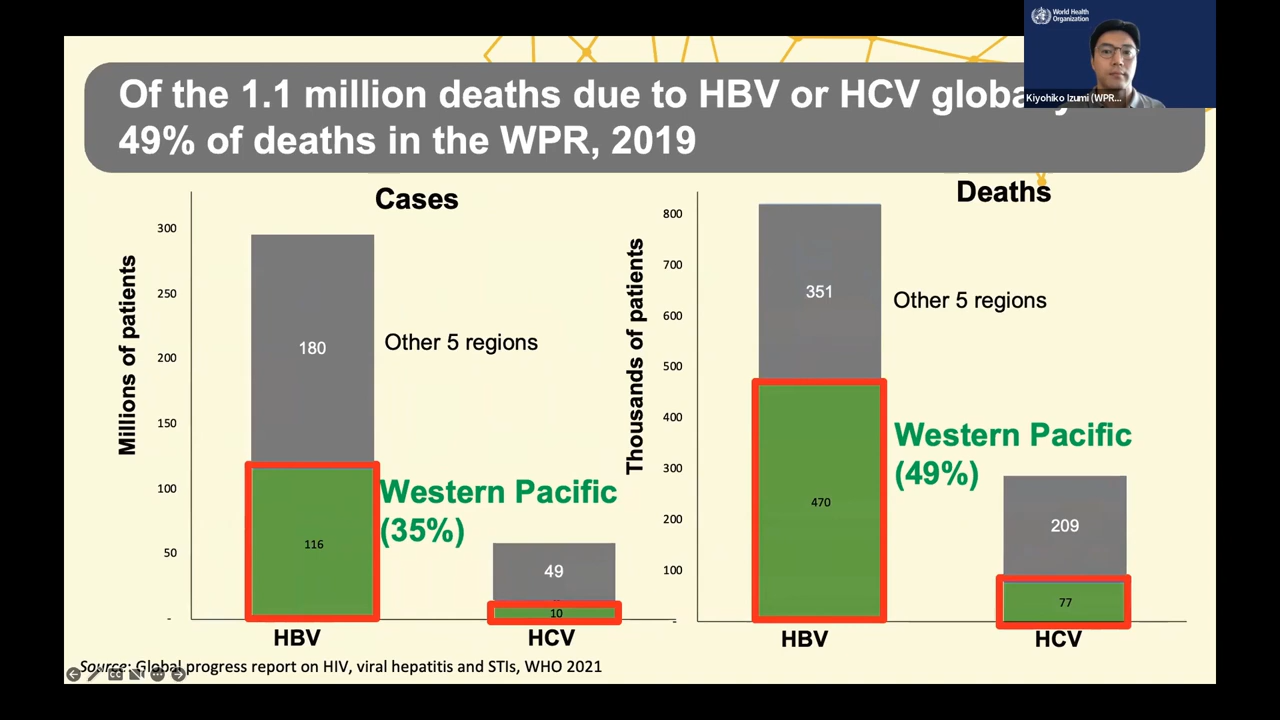 World Health
Organization
Kiyohiko Izumi (WPR...
Of the 1.1 million deaths due to HBV or HCV
49% of deaths in the WPR, 2019
Cases
Millions of patients
300
250
200
150
100
50
-
180
116
Other 5 regions
Western Pacific
(35%)
49
10
HBV
HCV
Deaths
Thousands of patients
800
700
600
500
400
300
200
100
-
351
470
Other 5 regions
Western Pacific
(49%)
209
77
HBV
HCV
Source: Global progress report on HIV, viral hepatitis and STIs, WHO 2021